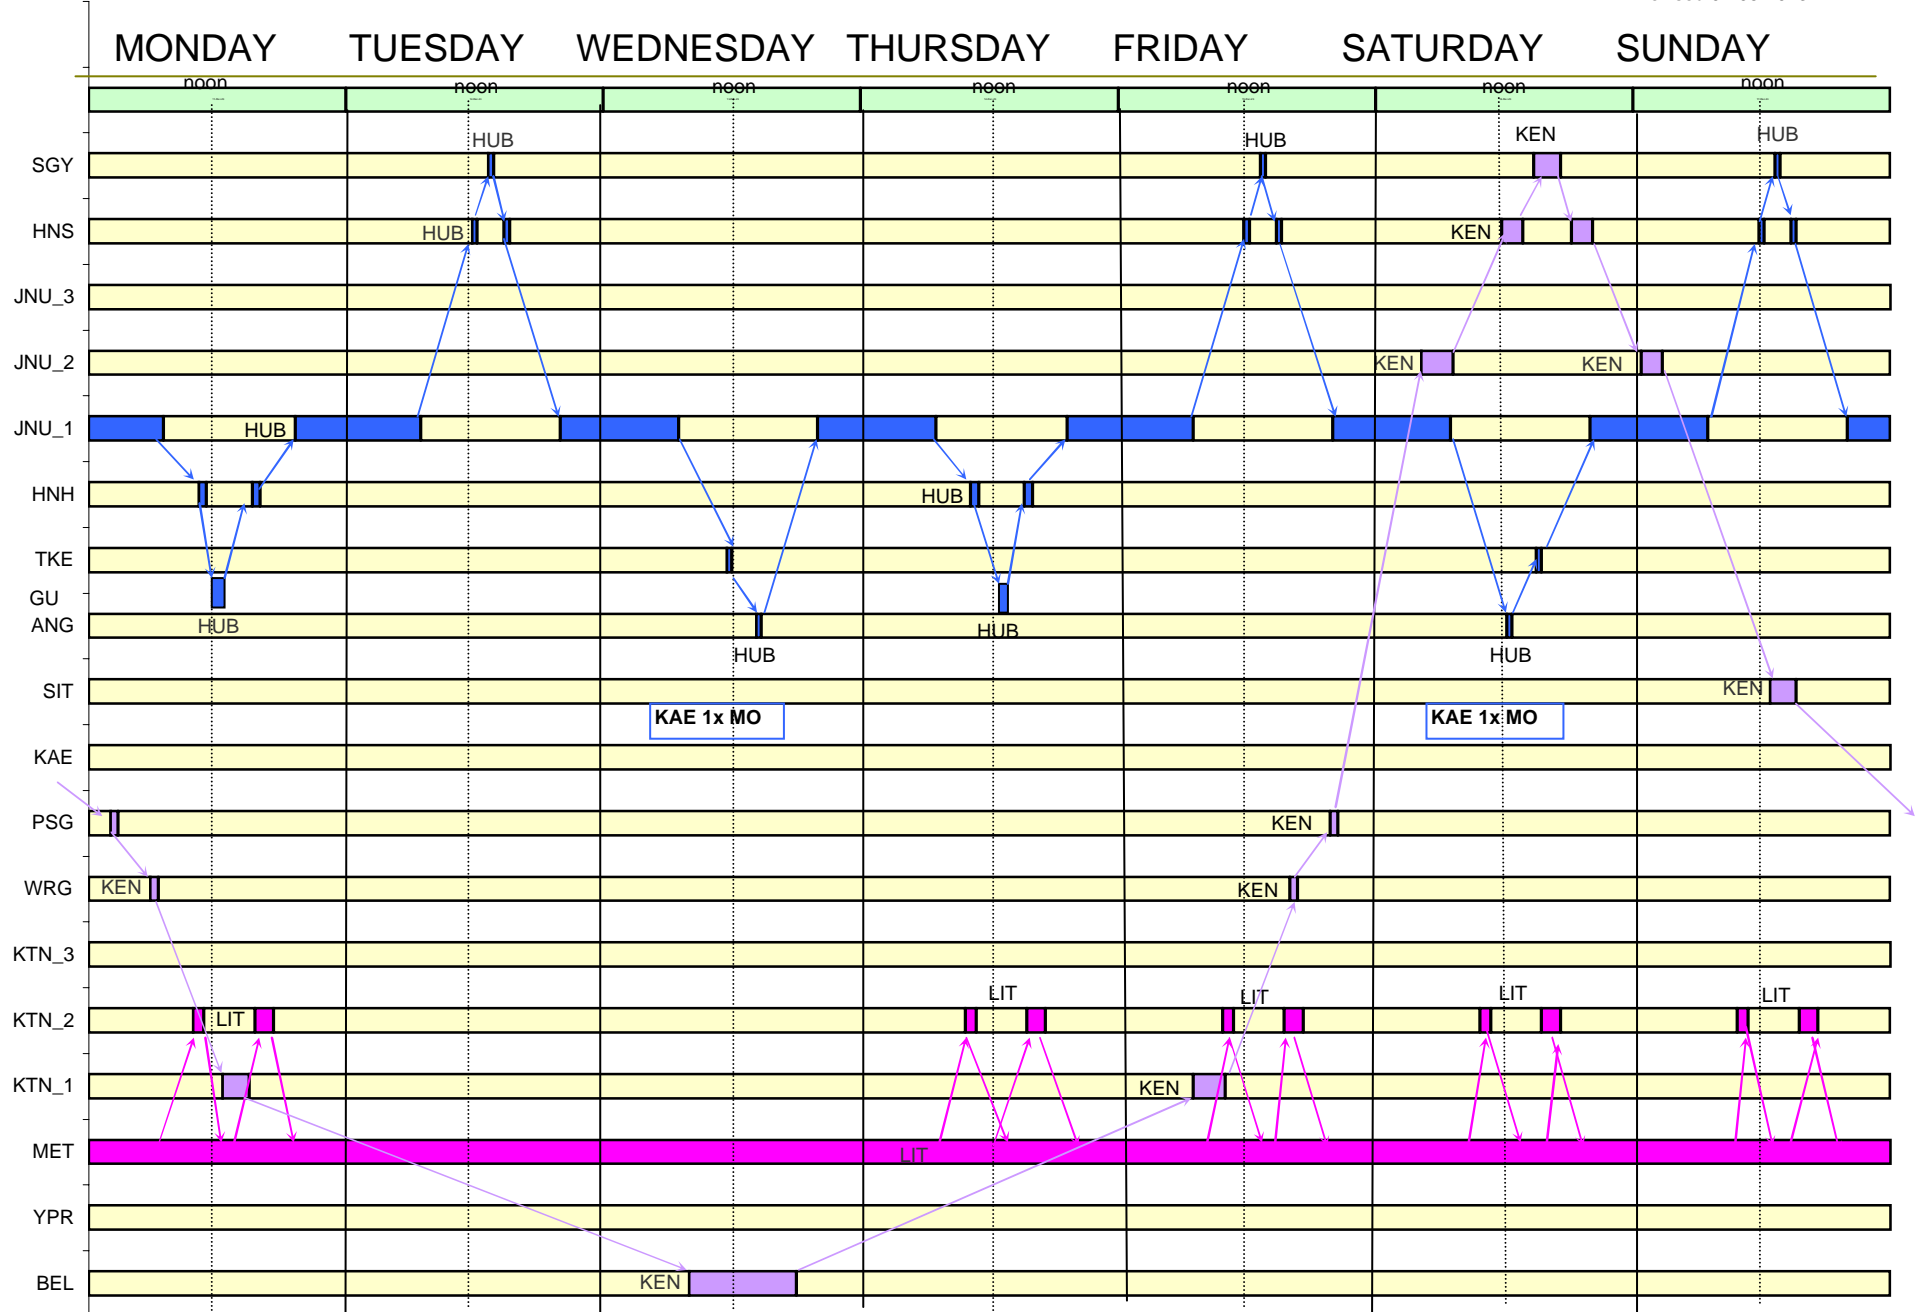 MONDAY TUESDAY WEDNESDAY THURSDAY FRIDAY SATURDAY SUNDAY
noon noon noon noon noon noon noon
HUB HUB KEN HUB
SGY
HNS HUB KEN
JNU_3
JNU_2 KEN KEN
JNU_1 HUB
HNH HUB
TKE
GU
ANG HUB HUB
HUB HUB
SIT KEN
KAE 1x MO KAE 1x MO
KAE
PSG KEN
WRG KEN KEN
KTN_3
LIT LIT LIT LIT
KTN_2 LIT
KTN_1 KEN
MET LIT
YPR
BEL KEN